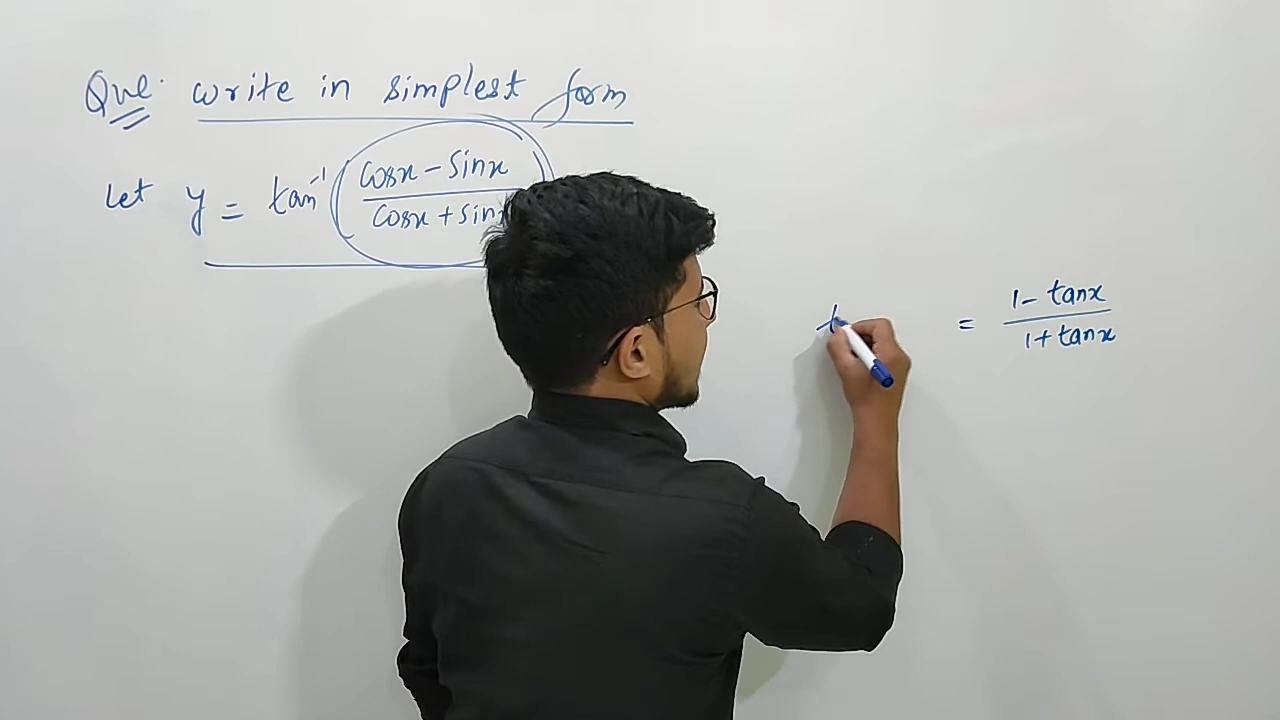 Que. write in simplest form
Let y = tan⁻¹ (cosx - sinx / cosx + sinx
= 1 - tanx / 1 + tanx